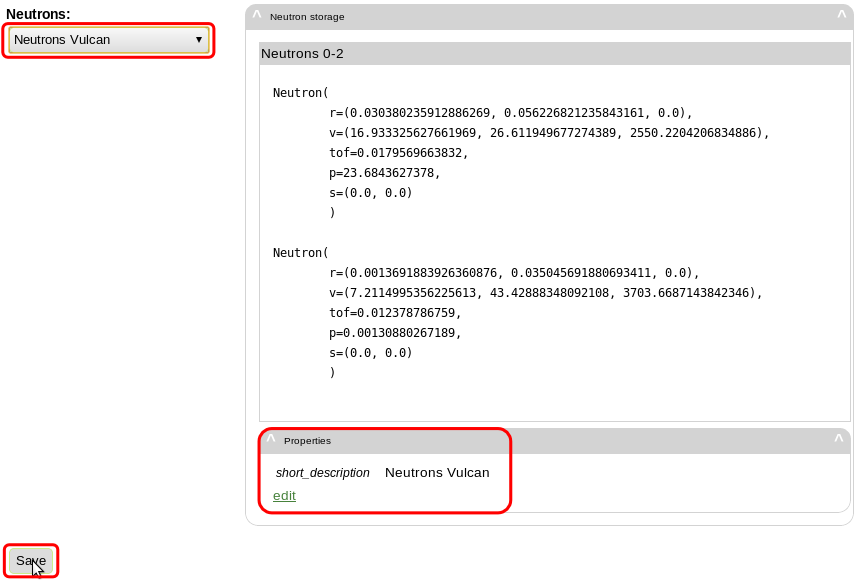 Neutrons:
Neutrons Vulcan ▼
^ Neutron storage ^
Neutrons 0-2
Neutron(
r=(0.030380235912886269, 0.056226821235843161, 0.0),
v=(16.933325627661969, 26.611949677274389, 2550.2204206834886),
tof=0.0179569663832,
p=23.6843627378,
s=(0.0, 0.0)
)
Neutron(
r=(0.0013691883926360876, 0.035045691880693411, 0.0),
v=(7.2114995356225613, 43.42888348092108, 3703.6687143842346),
tof=0.012378786759,
p=0.00130880267189,
s=(0.0, 0.0)
)
^ Properties ^
short_description Neutrons Vulcan
edit
Save